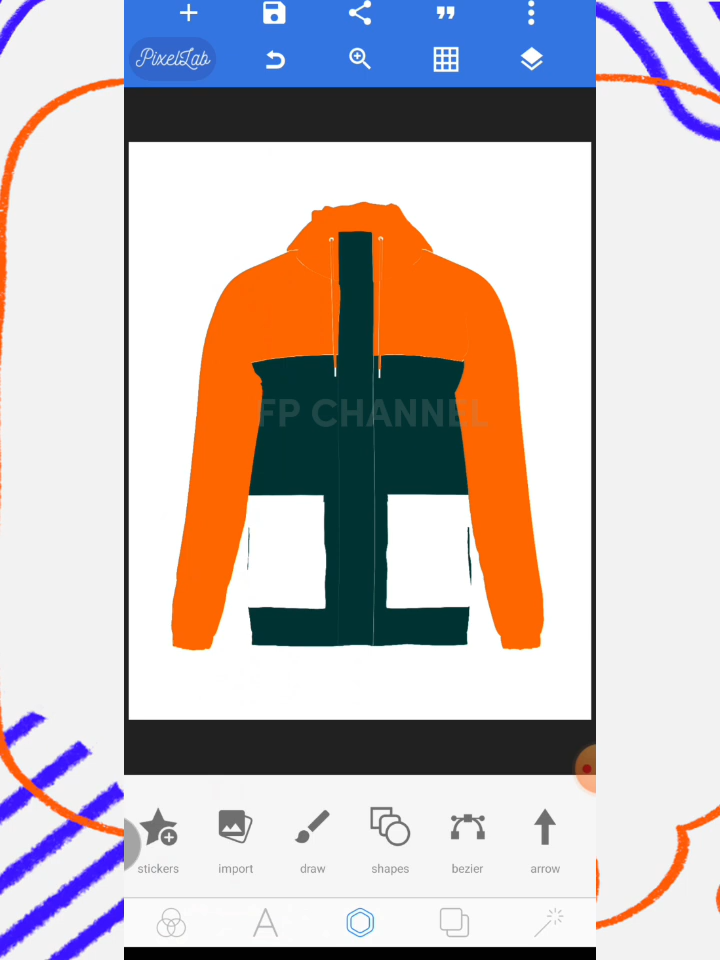 PixelLab
FP CHANNEL
stickers
import
draw
shapes
bezier
arrow